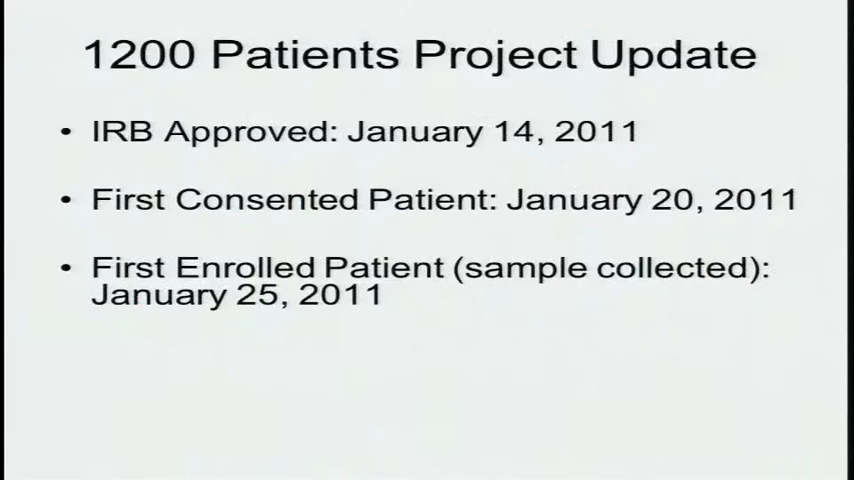 1200 Patients Project Update
• IRB Approved: January 14, 2011
• First Consented Patient: January 20, 2011
• First Enrolled Patient (sample collected):
January 25, 2011